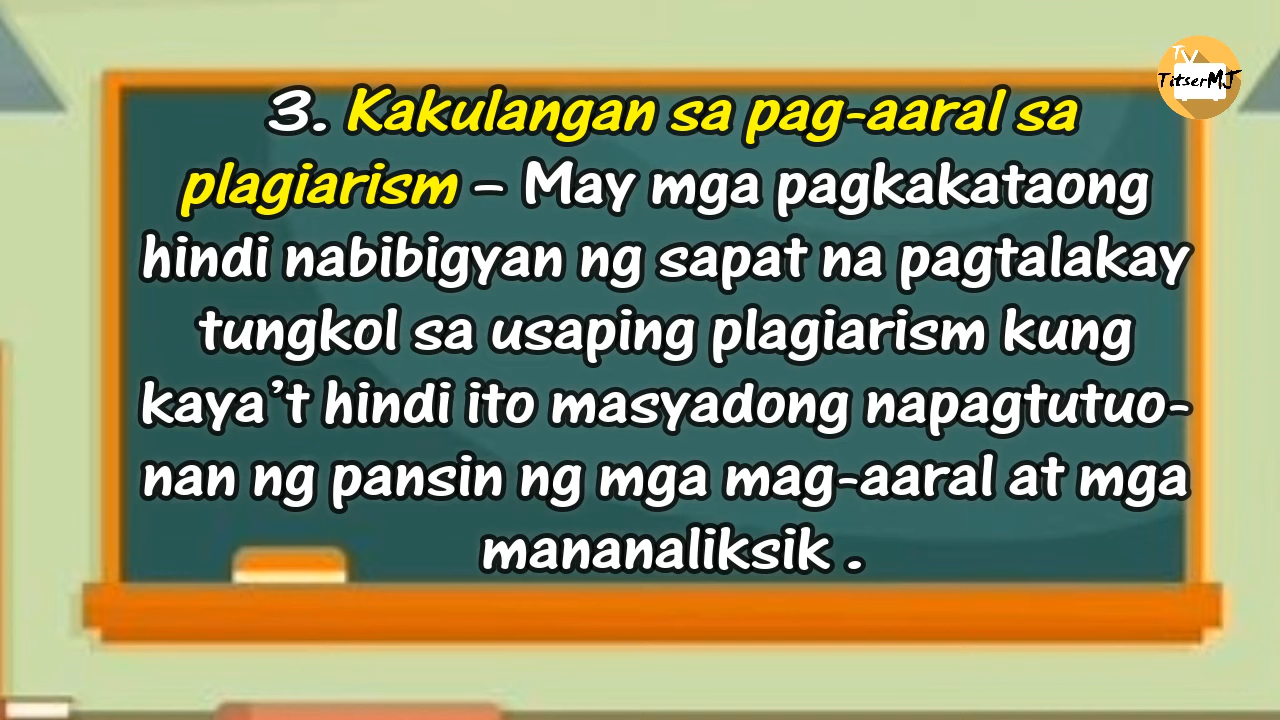 TV
TitserMJ
3. Kakulangan sa pag-aaral sa
plagiarism – May mga pagkakataong
hindi nabibigyan ng sapat na pagtalakay
tungkol sa usaping plagiarism kung
kaya’t hindi ito masyadong napagtutuo-
nan ng pansin ng mga mag-aaral at mga
mananaliksik .